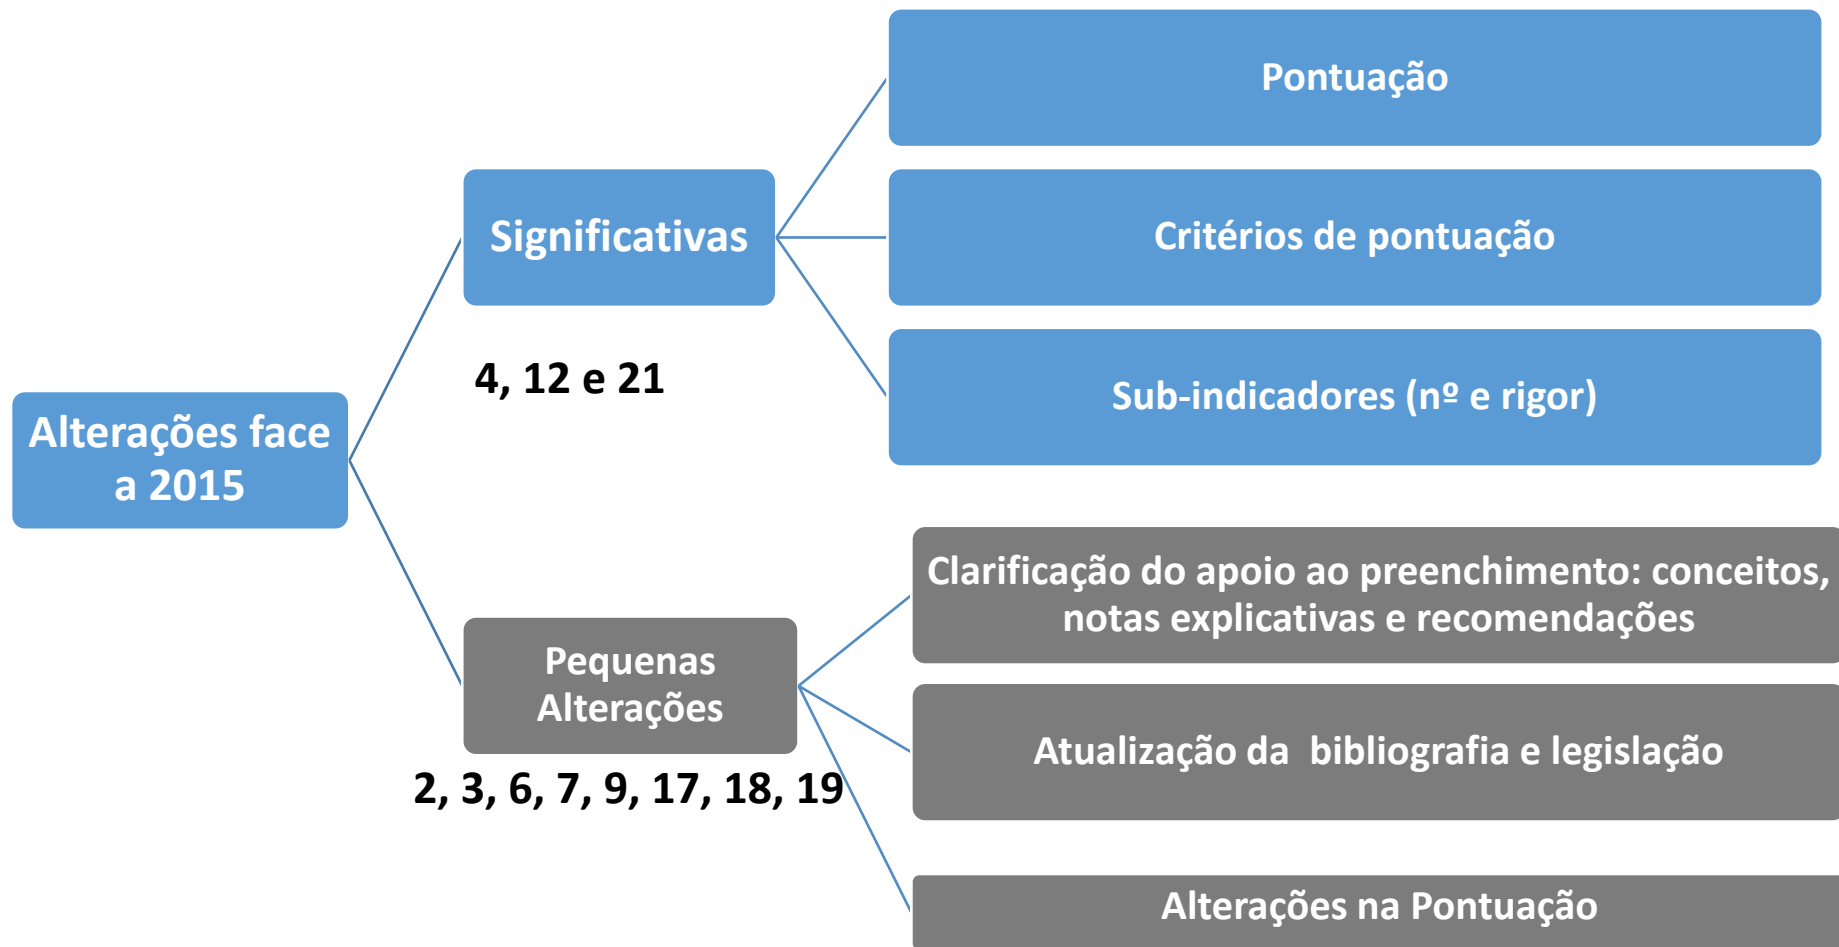 Alterações face
a 2015
Significativas
4, 12 e 21
Pontuação
Critérios de pontuação
Sub-indicadores (nº e rigor)
Pequenas
Alterações
2, 3, 6, 7, 9, 17, 18, 19
Clarificação do apoio ao preenchimento: conceitos,
notas explicativas e recomendações
Atualização da  bibliografia e legislação
Alterações na Pontuação